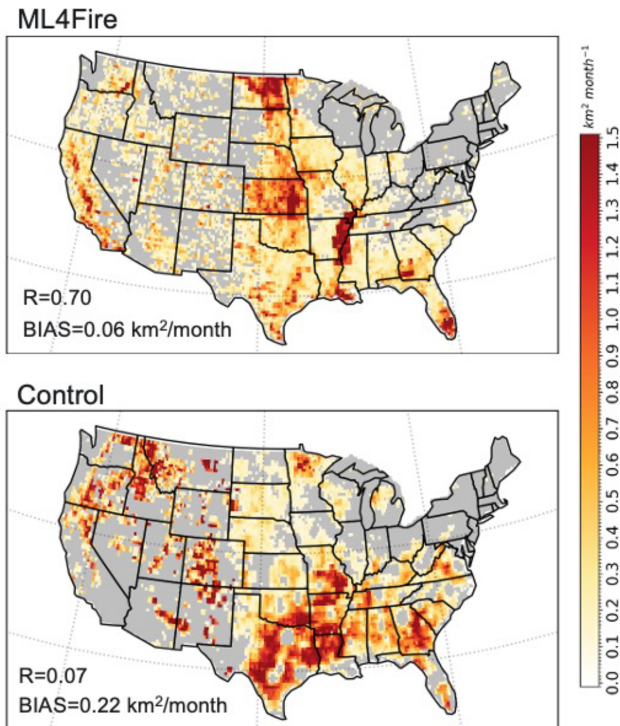 ML4Fire
R=0.70
BIAS=0.06 km²/month
Control
R=0.07
BIAS=0.22 km²/month
km² month⁻¹
1.5
1.4
1.3
1.2
1.1
1.0
0.9
0.8
0.7
0.6
0.5
0.4
0.3
0.2
0.1
0.0